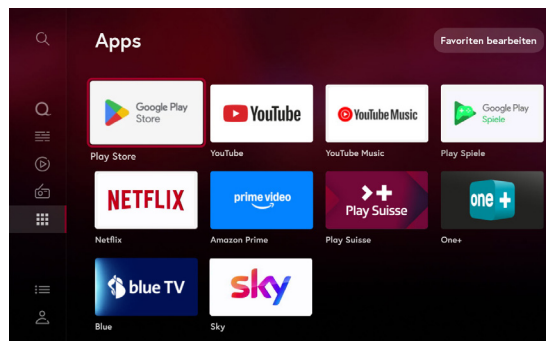 Apps
Favoriten bearbeiten
Google Play
Store
YouTube
YouTube Music
Google Play
Spiele
Play Store
YouTube
YouTube Music
Play Spiele
NETFLIX
prime video
Play Suisse
one +
Netflix
Amazon Prime
Play Suisse
One+
blue TV
sky
Blue
Sky